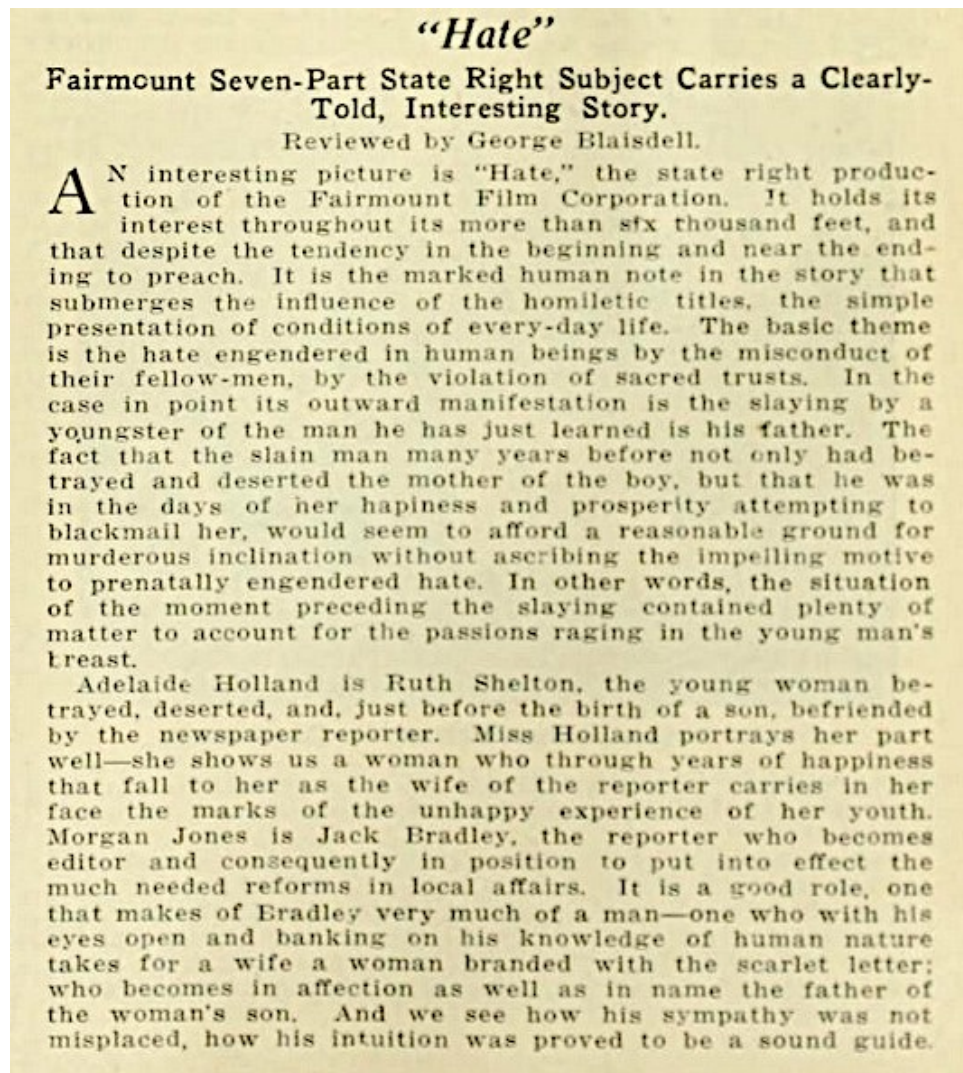 “Hate”
Fairmount Seven-Part State Right Subject Carries a Clearly-
Told, Interesting Story.
Reviewed by George Blaisdell.
AN interesting picture is "Hate," the state right produc-
tion of the Fairmount Film Corporation. It holds its
interest throughout its more than six thousand feet, and
that despite the tendency in the beginning and near the end-
ing to preach. It is the marked human note in the story that
submerges the influence of the homiletic titles, the simple
presentation of conditions of every-day life. The basic theme
is the hate engendered in human beings by the misconduct of
their fellow-men, by the violation of sacred trusts. In the
case in point its outward manifestation is the slaying by a
youngster of the man he has just learned is his father. The
fact that the slain man many years before not only had be-
trayed and deserted the mother of the boy, but that he was
in the days of her hapiness and prosperity attempting to
blackmail her, would seem to afford a reasonable ground for
murderous inclination without ascribing the impelling motive
to prenatally engendered hate. In other words, the situation
of the moment preceding the slaying contained plenty of
matter to account for the passions raging in the young man's
breast.
Adelaide Holland is Ruth Shelton, the young woman be-
trayed, deserted, and, just before the birth of a son, befriended
by the newspaper reporter. Miss Holland portrays her part
well—she shows us a woman who through years of happiness
that fall to her as the wife of the reporter carries in her
face the marks of the unhappy experience of her youth.
Morgan Jones is Jack Bradley, the reporter who becomes
editor and consequently in position to put into effect the
much needed reforms in local affairs. It is a good role, one
that makes of Bradley very much of a man—one who with his
eyes open and banking on his knowledge of human nature
takes for a wife a woman branded with the scarlet letter;
who becomes in affection as well as in name the father of
the woman's son. And we see how his sympathy was not
misplaced, how his intuition was proved to be a sound guide.